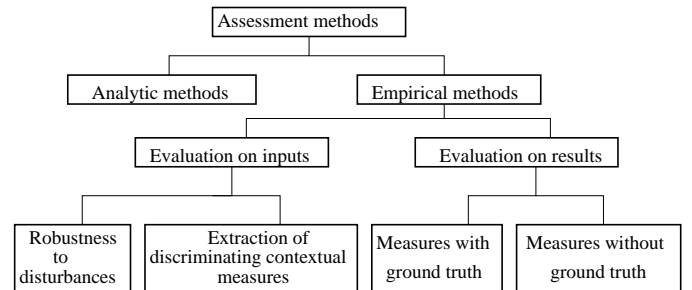 Assessment methods
Analytic methods
Empirical methods
Evaluation on inputs
Evaluation on results
Robustness
to
disturbances
Extraction of
discriminating contextual
measures
Measures with
ground truth
Measures without
ground truth